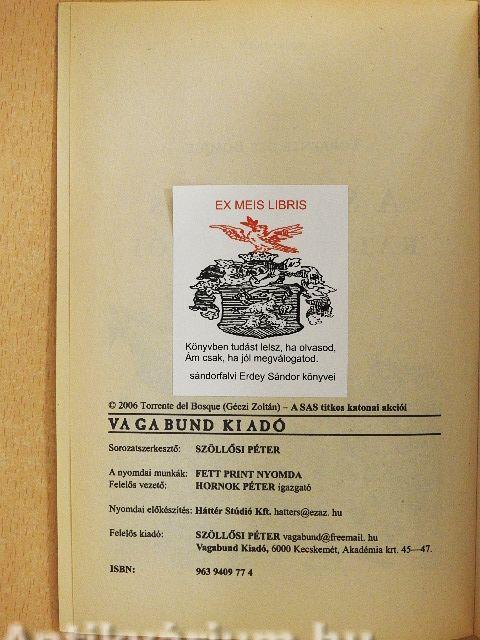 EX MEIS LIBRIS
Könyvben tudást lelsz, ha olvasod,
Ám csak, ha jól megválogatod.
sándorfalvi Erdey Sándor könyvei
© 2006 Torrente del Bosque (Géczi Zoltán) – A SAS titkos katonai akciói
VAGABUND KIADÓ
Sorozatszerkesztő: SZÖLLŐSI PÉTER
A nyomdai munkák: FETT PRINT NYOMDA
Felelős vezető: HORNOK PÉTER igazgató
Nyomdai előkészítés: Háttér Stúdió Kft. hatters@ezaz.hu
Felelős kiadó: SZÖLLŐSI PÉTER vagabund@freemail.hu
Vagabund Kiadó, 6000 Kecskemét, Akadémia krt. 45—47.
ISBN: 963 9409 77 4
Antikvárium.hu